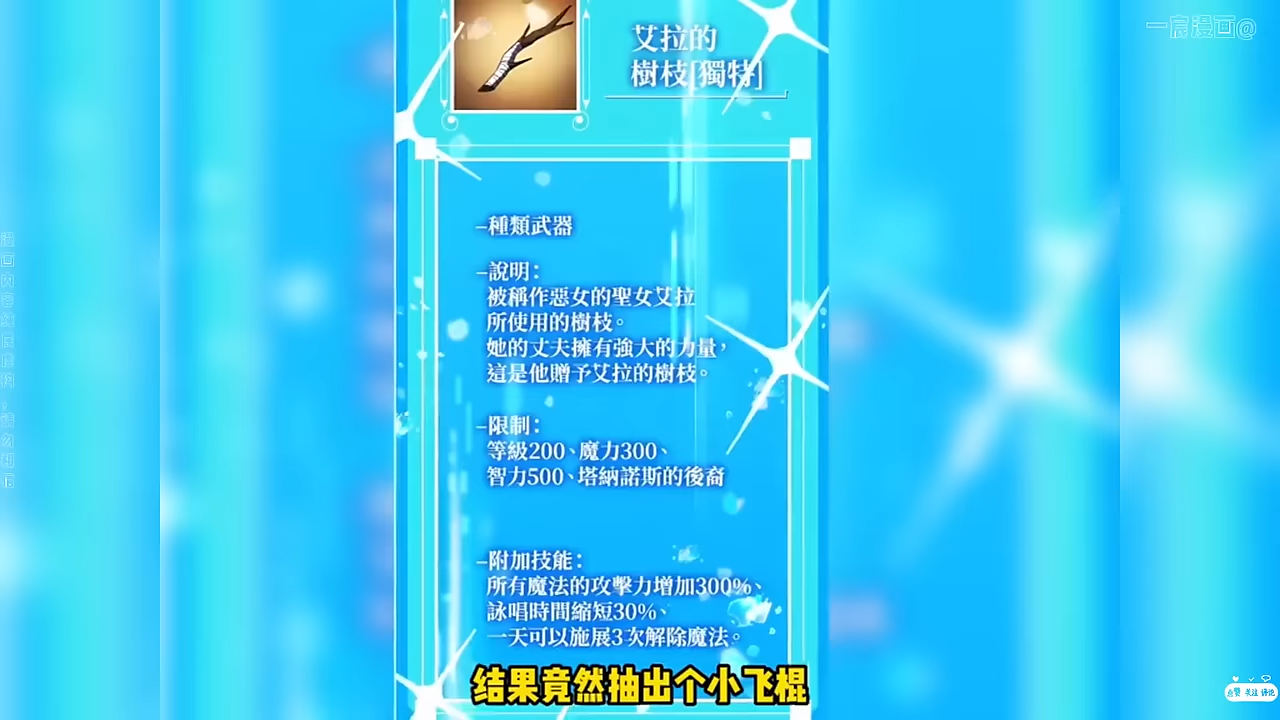 一宸漫画@
艾拉的
樹枝[獨特]
–種類武器
–說明：
被稱作惡女的聖女艾拉
所使用的樹枝。
她的丈夫擁有強大的力量，
這是他贈予艾拉的樹枝。
–限制：
等級200、魔力300、
智力500、塔納諾斯的後裔
–附加技能：
所有魔法的攻擊力增加300%、
詠唱時間縮短30%、
一天可以施展3次解除魔法。
结果竟然抽出个小飞棍
点赞 关注 评论